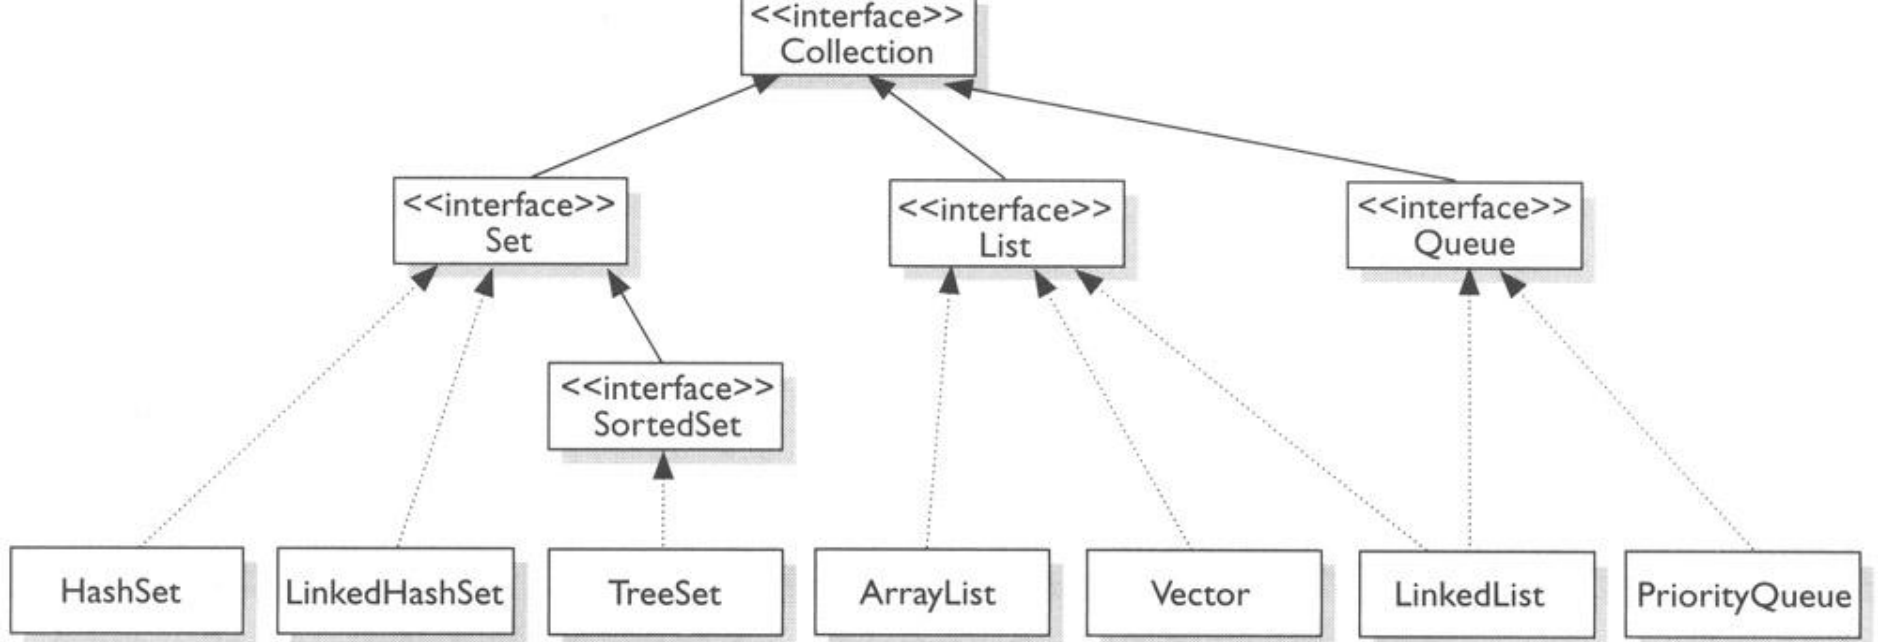 <<interface>>
Collection
<<interface>>
Set
<<interface>>
List
<<interface>>
Queue
<<interface>>
SortedSet
HashSet
LinkedHashSet
TreeSet
ArrayList
Vector
LinkedList
PriorityQueue